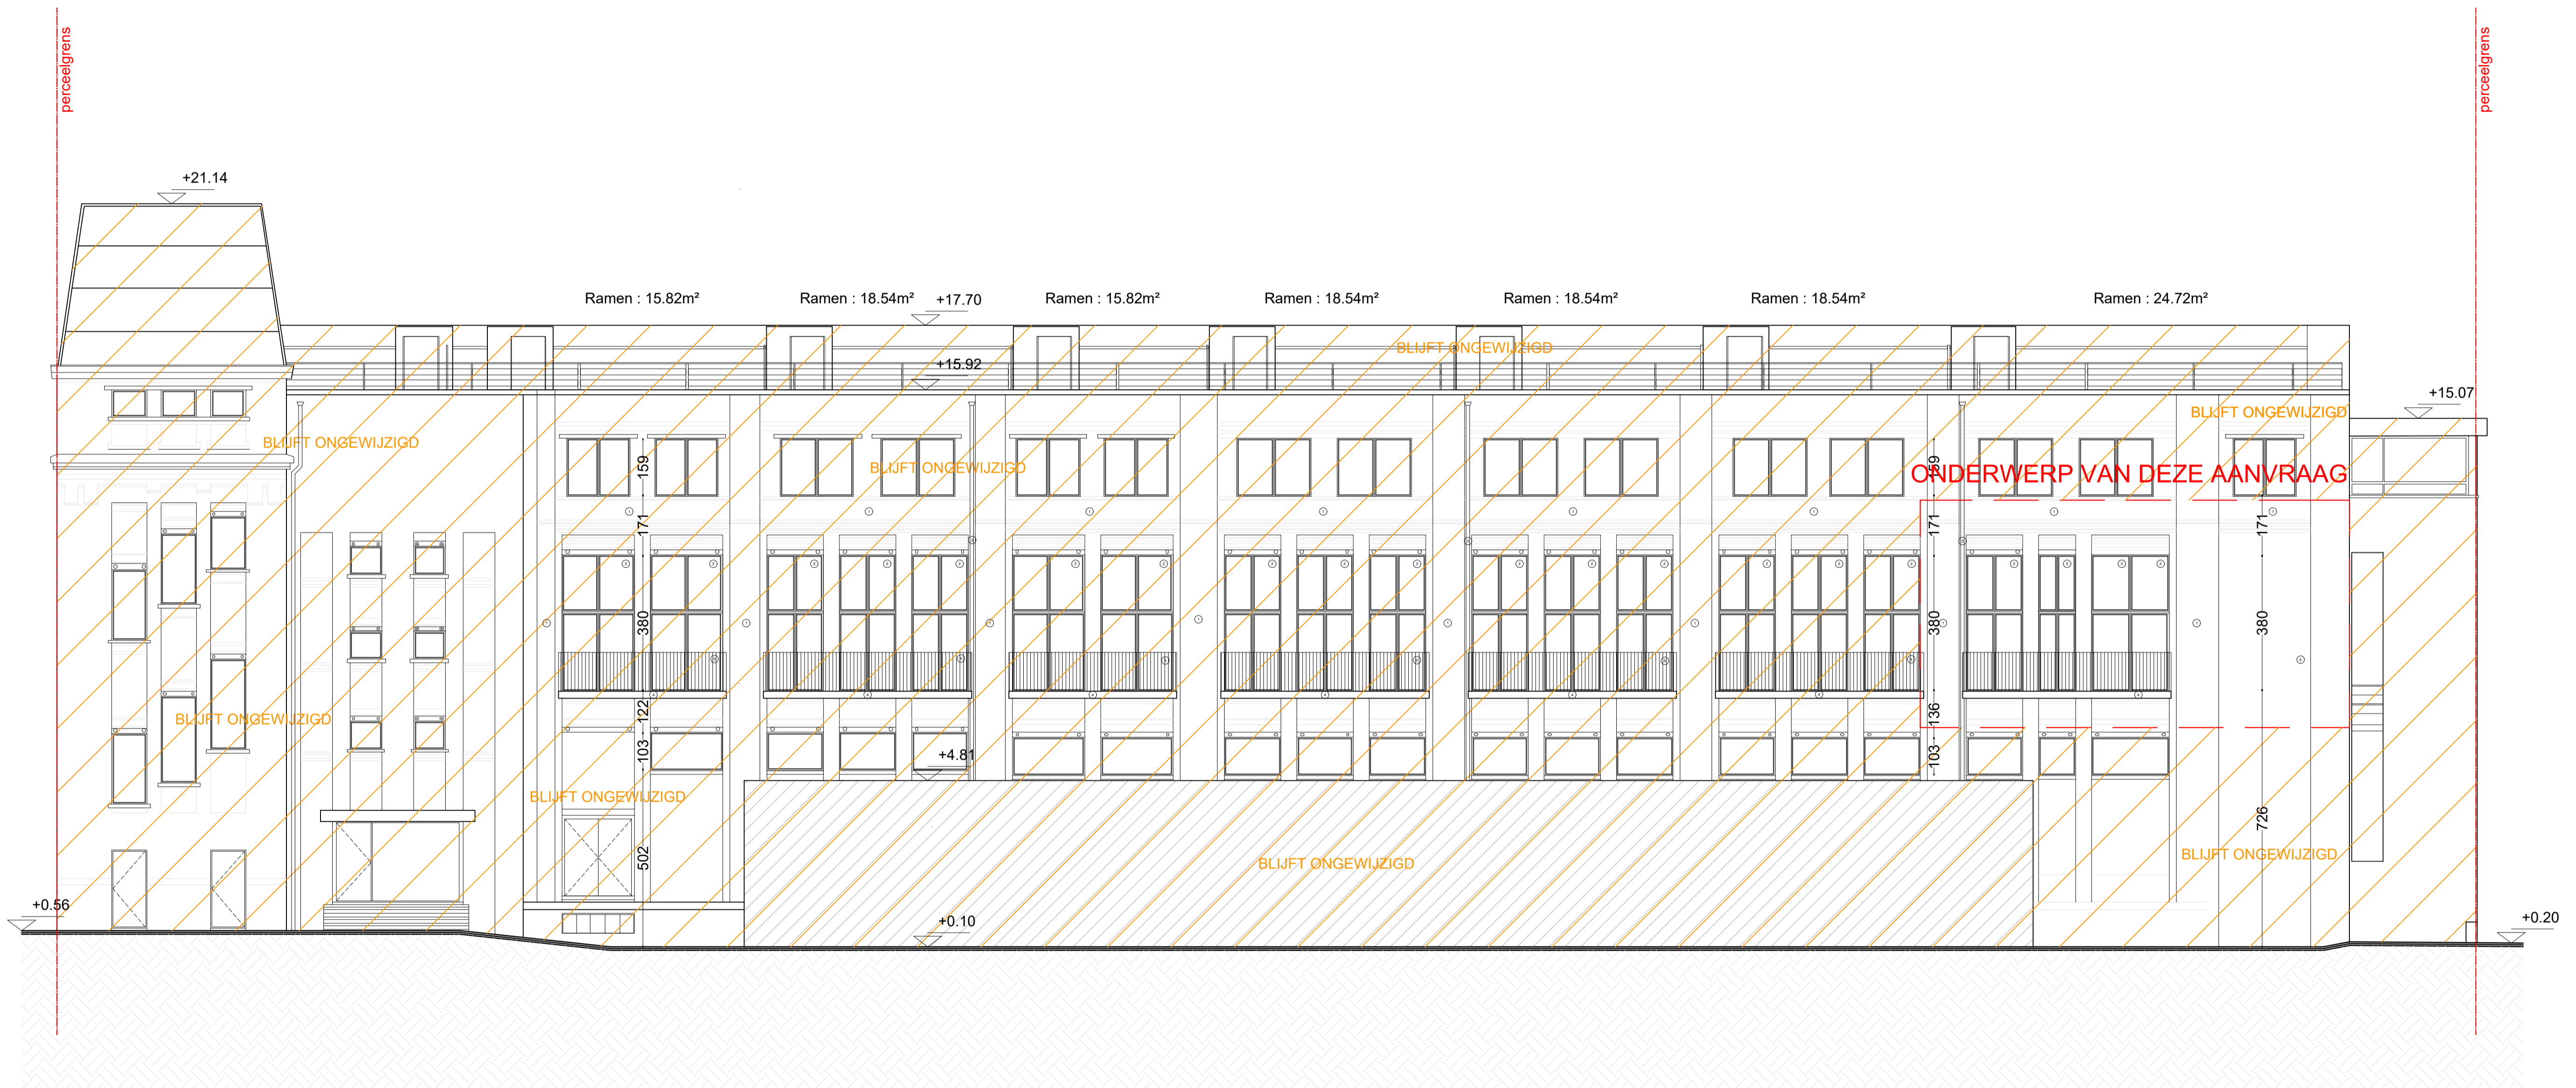 perceelgrens
perceelgrens
+21.14
Ramen : 15.82m²
Ramen : 18.54m²
+17.70
Ramen : 15.82m²
Ramen : 18.54m²
Ramen : 18.54m²
Ramen : 18.54m²
Ramen : 24.72m²
BLIJFT ONGEWIJZIGD
+15.92
+15.07
BLIJFT ONGEWIJZIGD
BLIJFT ONGEWIJZIGD
BLIJFT ONGEWIJZIGD
159
159
ONDERWERP VAN DEZE AANVRAAG
171
171
171
380
380
380
BLIJFT ONGEWIJZIGD
122
136
103
103
+4.81
BLIJFT ONGEWIJZIGD
726
502
BLIJFT ONGEWIJZIGD
BLIJFT ONGEWIJZIGD
+0.56
+0.10
+0.20